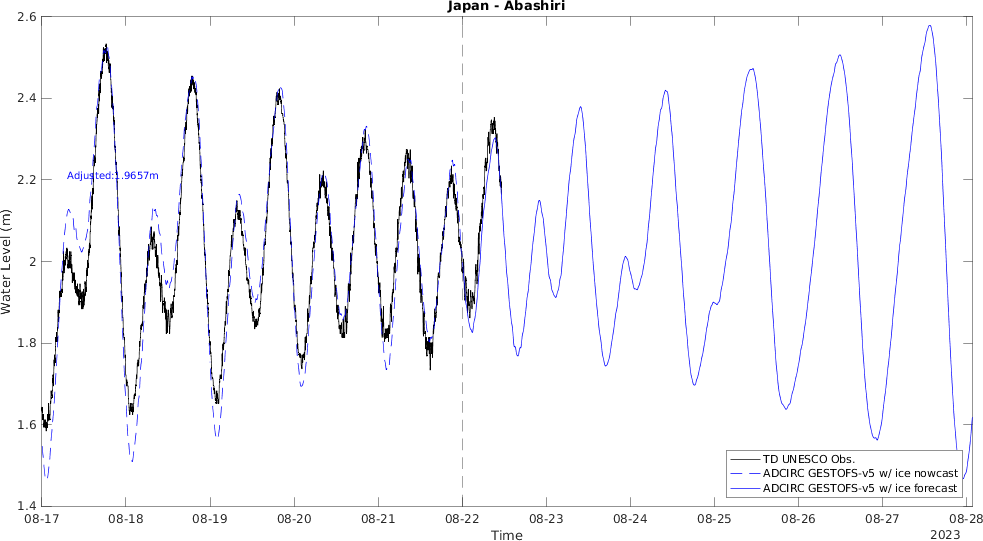 Japan - Abashiri
2.6
2.4
2.2
2
1.8
1.6
1.4
Water Level (m)
Adjusted:1.9657m
TD UNESCO Obs.
ADCIRC GESTOFS-v5 w/ ice nowcast
ADCIRC GESTOFS-v5 w/ ice forecast
08-17 08-18 08-19 08-20 08-21 08-22 08-23 08-24 08-25 08-26 08-27 08-28
Time
2023